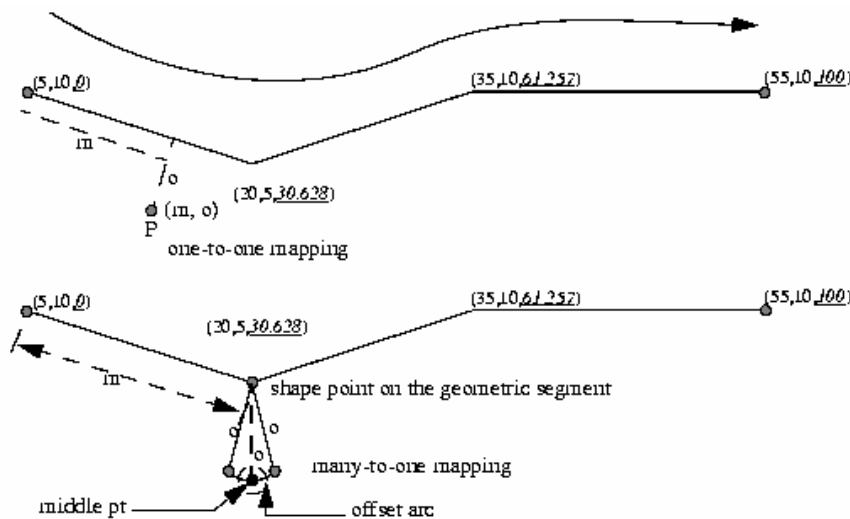 (5,10,0)
(35,10,61.257)
(55,10,100)
m
o
(20,5,30.628)
(m, o)
P
one-to-one mapping
(5,10,0)
(35,10,61.257)
(55,10,100)
(20,5,30.628)
m
shape point on the geometric segment
o
o
o
many-to-one mapping
middle pt
offset arc